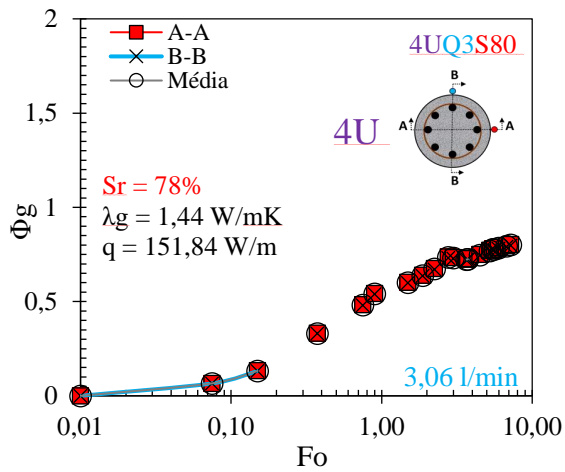 2
1,5
1
0,5
0
Φg
A-A
B-B
Média
4UQ3S80
B
A
A
B
4U
Sr = 78%
λg = 1,44 W/mK
q = 151,84 W/m
3,06 l/min
0,01
0,10
1,00
10,00
Fo